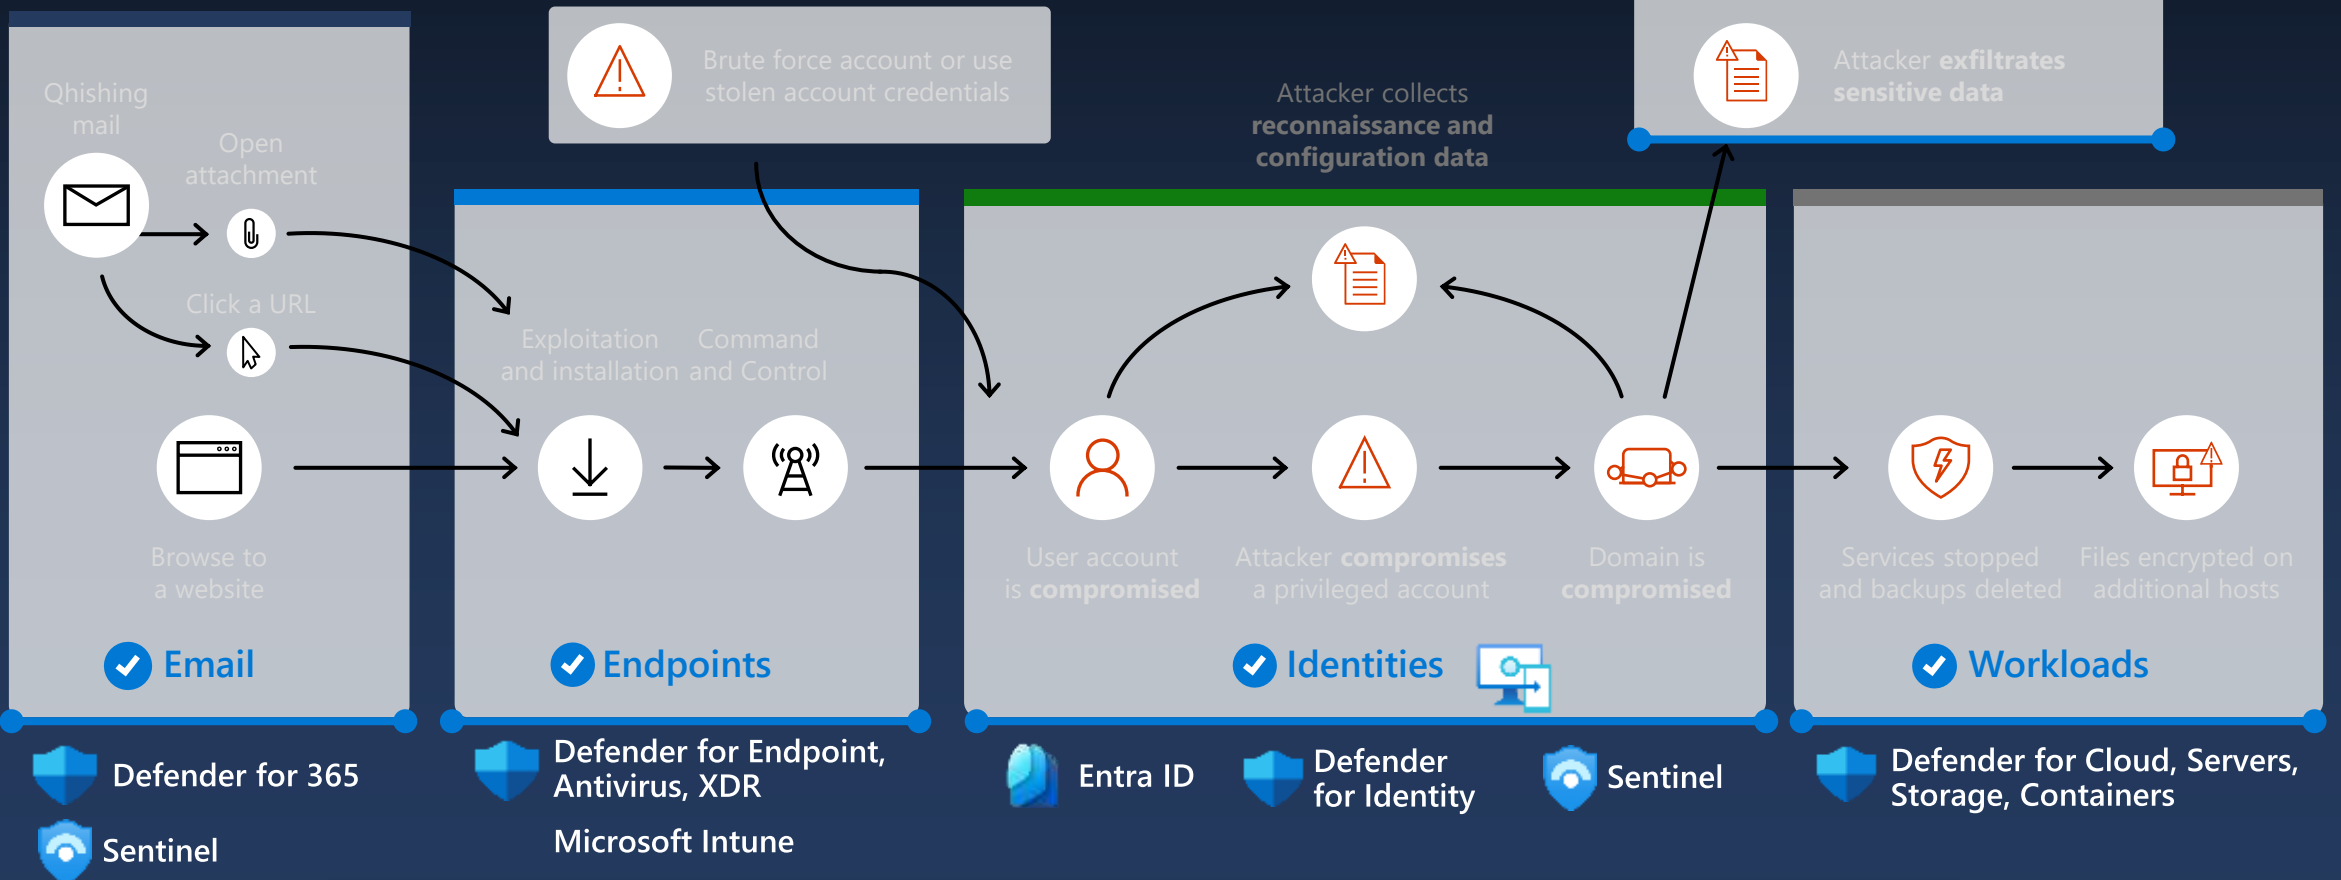 Qhishing
mail
Open
attachment
Click a URL
Browse to
a website
Email
Defender for 365
Sentinel
Brute force account or use
stolen account credentials
Exploitation
and installation
Command
and Control
Endpoints
Defender for Endpoint,
Antivirus, XDR
Microsoft Intune
Attacker collects
reconnaissance and
configuration data
User account
is compromised
Attacker compromises
a privileged account
Domain is
compromised
Identities
Entra ID
Defender
for Identity
Sentinel
Attacker exfiltrates
sensitive data
Services stopped
and backups deleted
Files encrypted on
additional hosts
Workloads
Defender for Cloud, Servers,
Storage, Containers